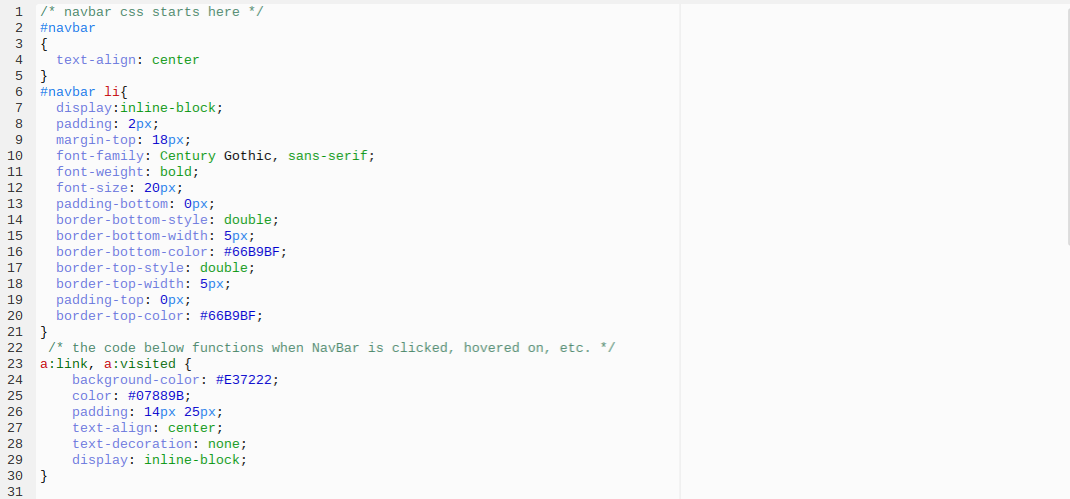 1 /* navbar css starts here */
2 #navbar
3 {
4   text-align: center
5 }
6 #navbar li{
7   display:inline-block;
8   padding: 2px;
9   margin-top: 18px;
10   font-family: Century Gothic, sans-serif;
11   font-weight: bold;
12   font-size: 20px;
13   padding-bottom: 0px;
14   border-bottom-style: double;
15   border-bottom-width: 5px;
16   border-bottom-color: #66B9BF;
17   border-top-style: double;
18   border-top-width: 5px;
19   padding-top: 0px;
20   border-top-color: #66B9BF;
21 }
22  /* the code below functions when NavBar is clicked, hovered on, etc. */
23 a:link, a:visited {
24     background-color: #E37222;
25     color: #07889B;
26     padding: 14px 25px;
27     text-align: center;
28     text-decoration: none;
29     display: inline-block;
30 }
31